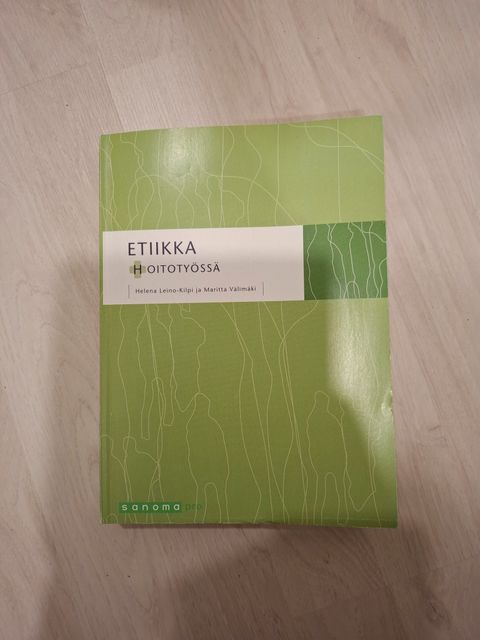 ETIIKKA
HOITOTYÖSSÄ
Helena Leino-Kilpi ja Maritta Välimäki
sanoma pro